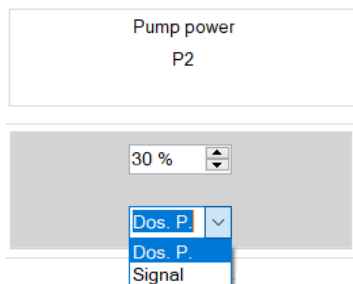 Pump power
P2
30 %
Dos. P.
Dos. P.
Signal